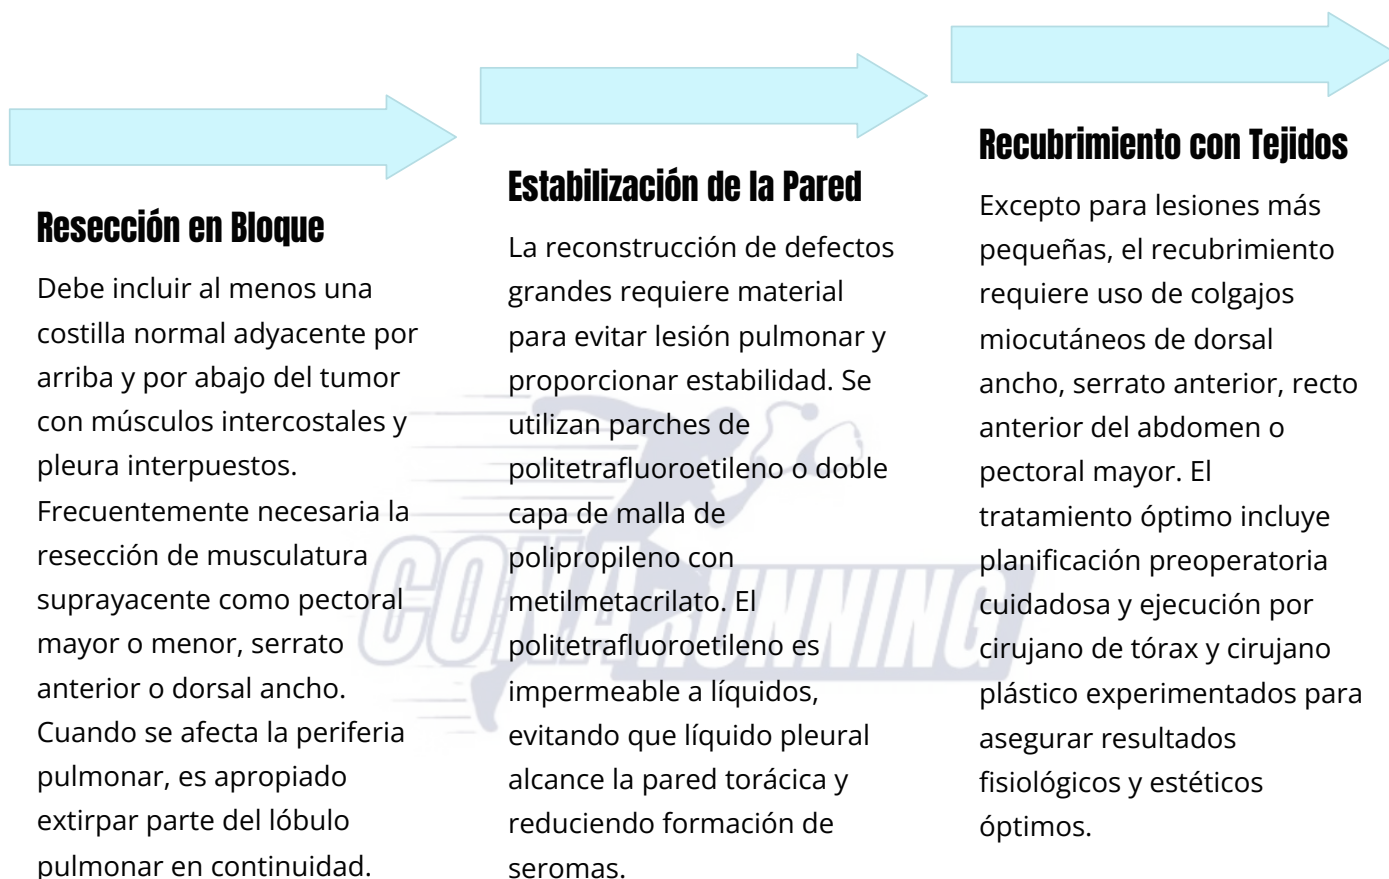 Resección en Bloque
Debe incluir al menos una
costilla normal adyacente por
arriba y por abajo del tumor
con músculos intercostales y
pleura interpuestos.
Frecuentemente necesaria la
resección de musculatura
suprayacente como pectoral
mayor o menor, serrato
anterior o dorsal ancho.
Cuando se afecta la periferia
pulmonar, es apropiado
extirpar parte del lóbulo
pulmonar en continuidad.
Estabilización de la Pared
La reconstrucción de defectos
grandes requiere material
para evitar lesión pulmonar y
proporcionar estabilidad. Se
utilizan parches de
politetrafluoroetileno o doble
capa de malla de
polipropileno con
metilmetacrilato. El
politetrafluoroetileno es
impermeable a líquidos,
evitando que líquido pleural
alcance la pared torácica y
reduciendo formación de
seromas.
Recubrimiento con Tejidos
Excepto para lesiones más
pequeñas, el recubrimiento
requiere uso de colgajos
miocutáneos de dorsal
ancho, serrato anterior, recto
anterior del abdomen o
pectoral mayor. El
tratamiento óptimo incluye
planificación preoperatoria
cuidadosa y ejecución por
cirujano de tórax y cirujano
plástico experimentados para
asegurar resultados
fisiológicos y estéticos
óptimos.
CONARUNNING